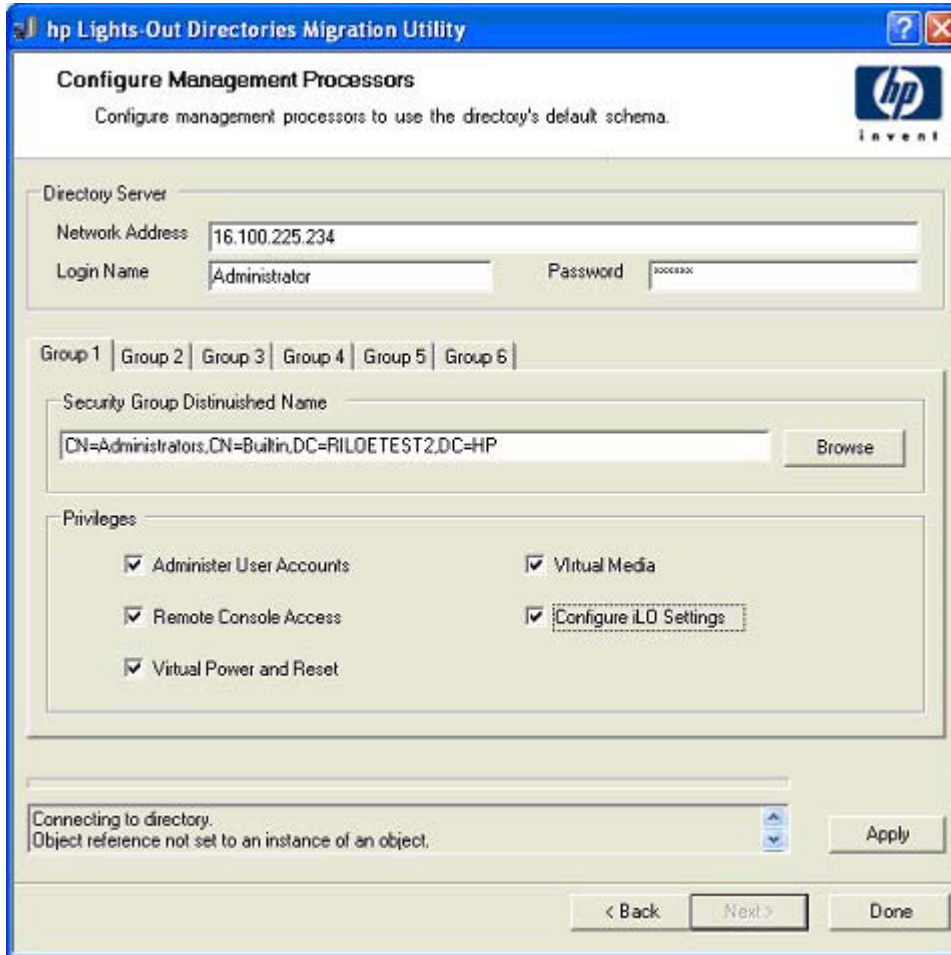 hp Lights-Out Directories Migration Utility
Configure Management Processors
Configure management processors to use the directory's default schema.
hp
invent
Directory Server
Network Address
16.100.225.234
Login Name
Administrator
Password
×××××××
Group 1
Group 2
Group 3
Group 4
Group 5
Group 6
Security Group Distinuished Name
CN=Administrators,CN=Builtin,DC=RILOETEST2,DC=HP
Browse
Privileges
Administer User Accounts
VIrtual Media
Remote Console Access
Configure iLO Settings
Virtual Power and Reset
Connecting to directory.
Object reference not set to an instance of an object.
Apply
< Back
Next >
Done